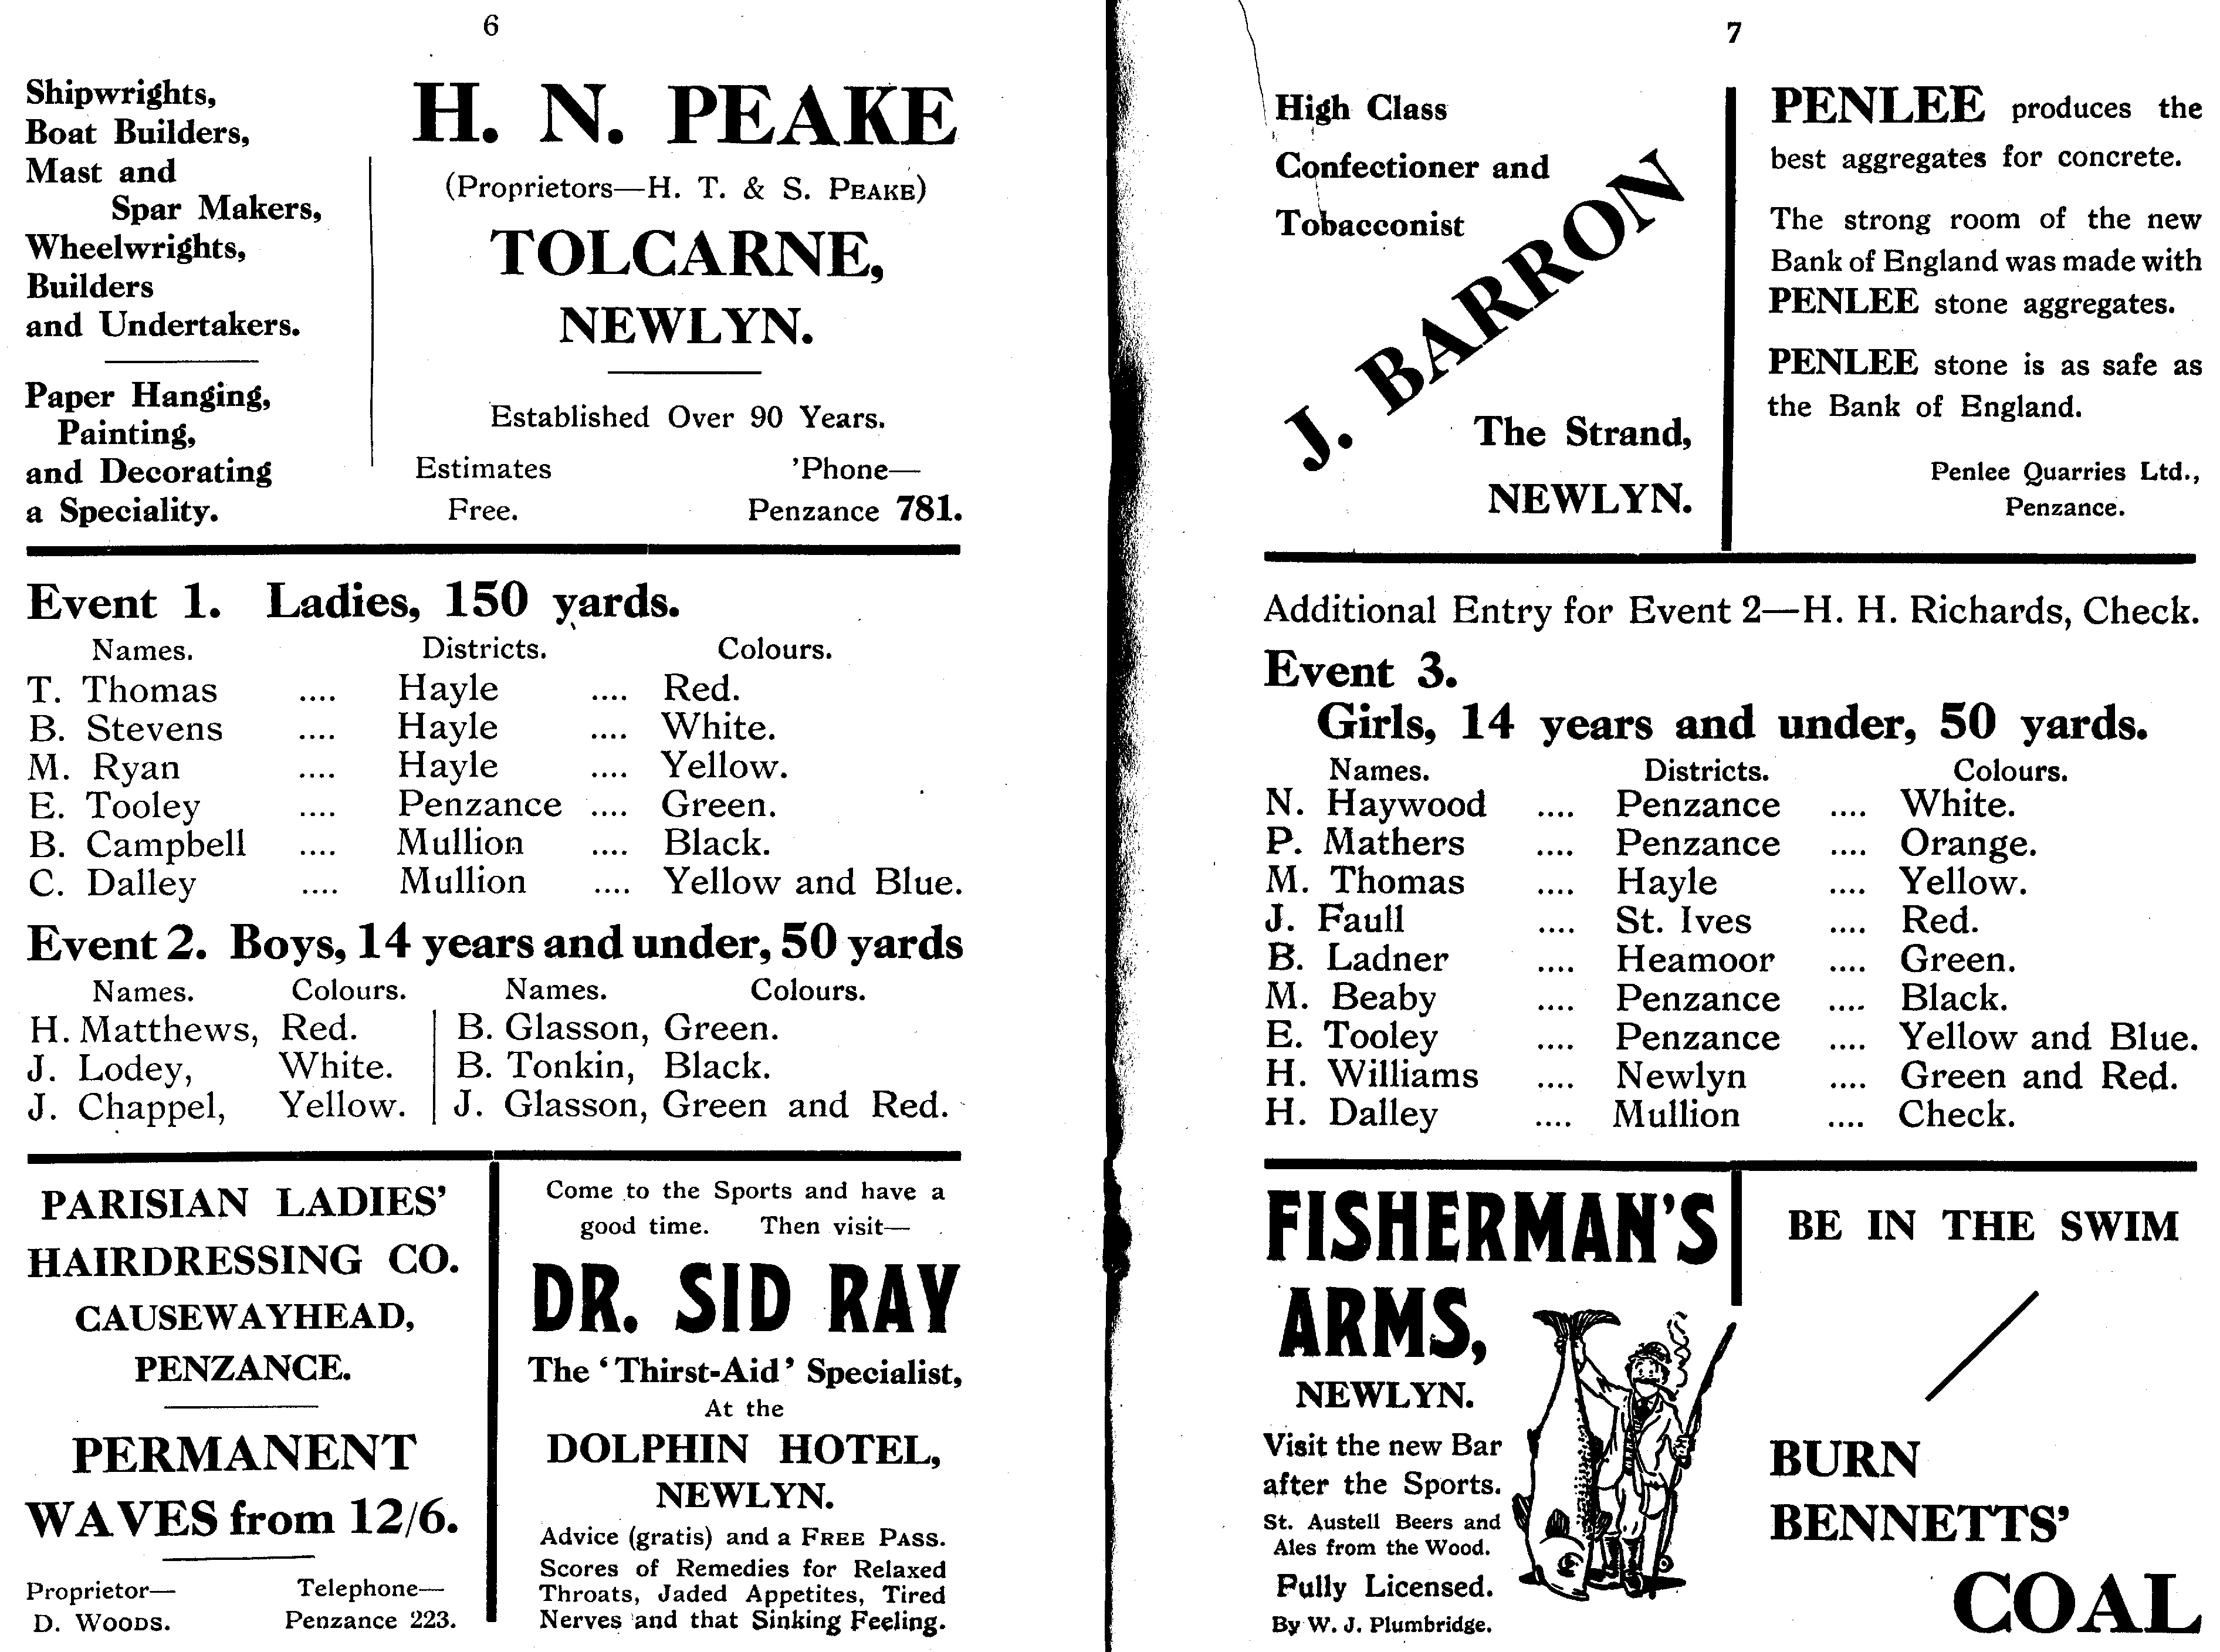 6
Shipwrights,
Boat Builders,
Mast and
Spar Makers,
Wheelwrights,
Builders
and Undertakers.
Paper Hanging,
Painting,
and Decorating
a Speciality.
H. N. PEAKE
(Proprietors—H. T. & S. PEAKE)
TOLCARNE,
NEWLYN.
Established Over 90 Years.
Estimates
Free.
'Phone—
Penzance 781.
Event 1. Ladies, 150 yards.
Names. Districts. Colours.
T. Thomas .... Hayle .... Red.
B. Stevens .... Hayle .... White.
M. Ryan .... Hayle .... Yellow.
E. Tooley .... Penzance .... Green.
B. Campbell .... Mullion .... Black.
C. Dalley .... Mullion .... Yellow and Blue.
Event 2. Boys, 14 years and under, 50 yards
Names. Colours. Names. Colours.
H. Matthews, Red. B. Glasson, Green.
J. Lodey, White. B. Tonkin, Black.
J. Chappel, Yellow. J. Glasson, Green and Red.
PARISIAN LADIES'
HAIRDRESSING CO.
CAUSEWAYHEAD,
PENZANCE.
PERMANENT
WAVES from 12/6.
Proprietor—
D. WOODS.
Telephone—
Penzance 223.
Come to the Sports and have a
good time. Then visit—
DR. SID RAY
The 'Thirst-Aid' Specialist,
At the
DOLPHIN HOTEL,
NEWLYN.
Advice (gratis) and a FREE PASS.
Scores of Remedies for Relaxed
Throats, Jaded Appetites, Tired
Nerves and that Sinking Feeling.
7
High Class
Confectioner and
Tobacconist
J. BARRON
The Strand,
NEWLYN.
PENLEE produces the
best aggregates for concrete.
The strong room of the new
Bank of England was made with
PENLEE stone aggregates.
PENLEE stone is as safe as
the Bank of England.
Penlee Quarries Ltd.,
Penzance.
Additional Entry for Event 2—H. H. Richards, Check.
Event 3.
Girls, 14 years and under, 50 yards.
Names. Districts. Colours.
N. Haywood .... Penzance .... White.
P. Mathers .... Penzance .... Orange.
M. Thomas .... Hayle .... Yellow.
J. Faull .... St. Ives .... Red.
B. Ladner .... Heamoor .... Green.
M. Beaby .... Penzance .... Black.
E. Tooley .... Penzance .... Yellow and Blue.
H. Williams .... Newlyn .... Green and Red.
H. Dalley .... Mullion .... Check.
FISHERMAN'S
ARMS,
NEWLYN.
Visit the new Bar
after the Sports.
St. Austell Beers and
Ales from the Wood.
Fully Licensed.
By W. J. Plumbridge.
BE IN THE SWIM
BURN
BENNETTS'
COAL